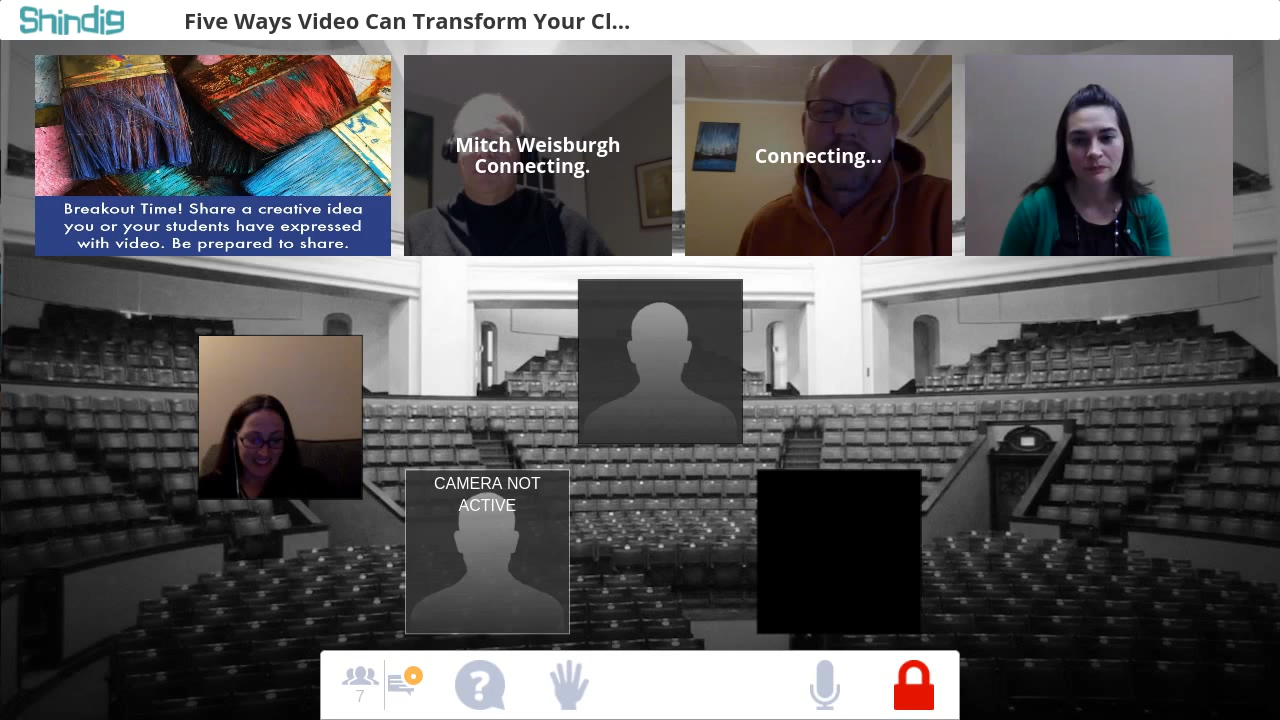 Shindig
Five Ways Video Can Transform Your Cl...
Breakout Time! Share a creative idea
you or your students have expressed
with video. Be prepared to share.
Mitch Weisburgh
Connecting.
Connecting...
CAMERA NOT
ACTIVE
7
?